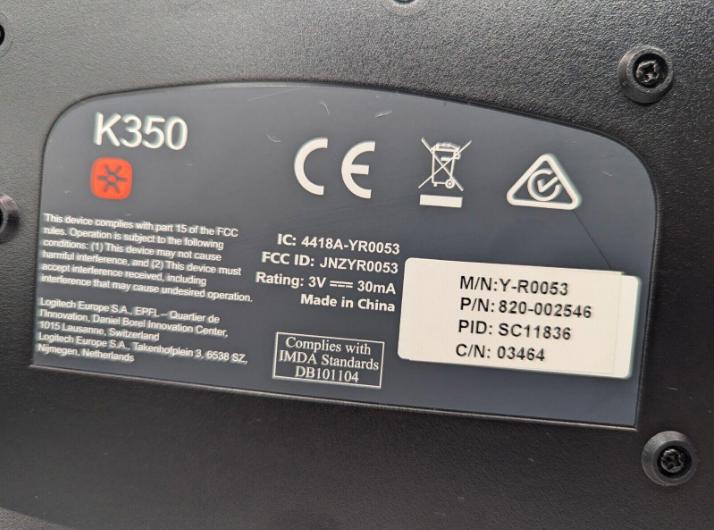 K350
CE
This device complies with part 15 of the FCC
rules. Operation is subject to the following
conditions: (1) This device may not cause
harmful interference, and (2) This device must
accept interference received, including
interference that may cause undesired operation.
Logitech Europe S.A., EPFL - Quartier de
l'Innovation, Daniel Borel Innovation Center,
1015 Lausanne, Switzerland
Logitech Europe S.A., Takenhofplein 3, 6538 SZ,
Nijmegen, Netherlands
IC: 4418A-YR0053
FCC ID: JNZYR0053
Rating: 3V ⎓ 30mA
Made in China
Complies with
IMDA Standards
DB101104
M/N:Y-R0053
P/N: 820-002546
PID: SC11836
C/N: 03464